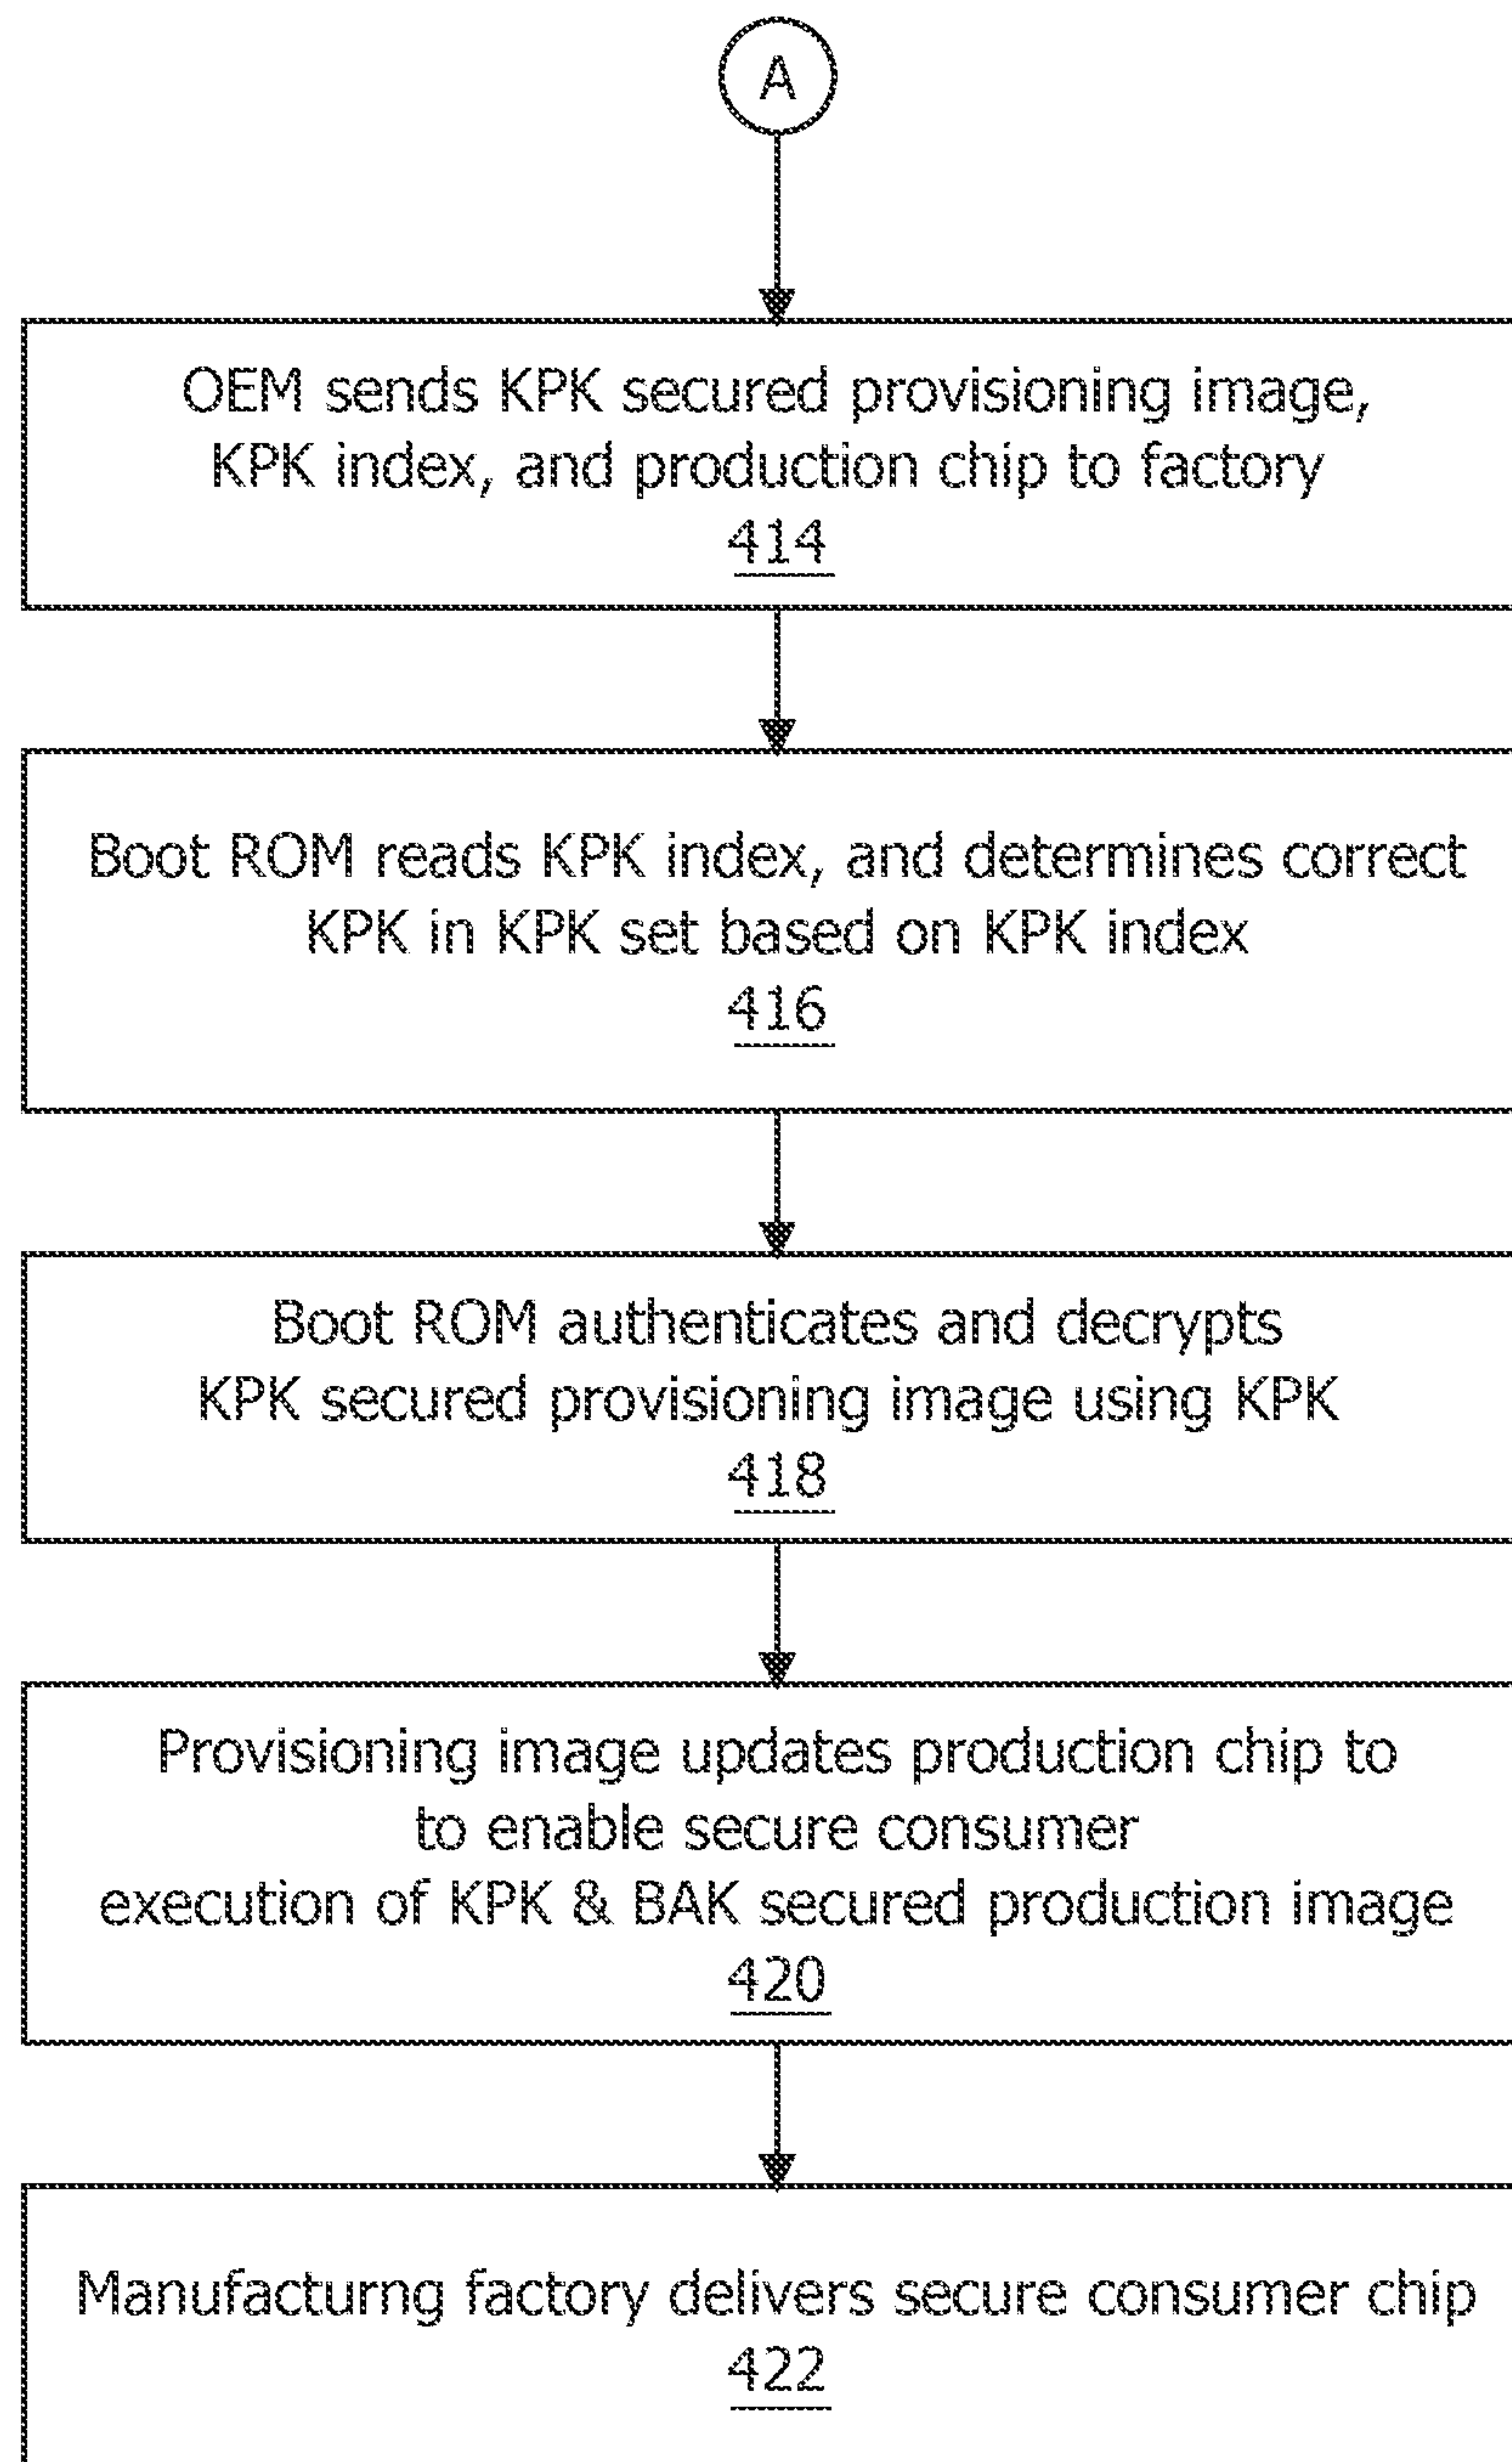 A
OEM sends KPK secured provisioning image,
KPK index, and production chip to factory
414
Boot ROM reads KPK index, and determines correct
KPK in KPK set based on KPK index
416
Boot ROM authenticates and decrypts
KPK secured provisioning image using KPK
418
Provisioning image updates production chip to
to enable secure consumer
execution of KPK & BAK secured production image
420
Manufacturng factory delivers secure consumer chip
422